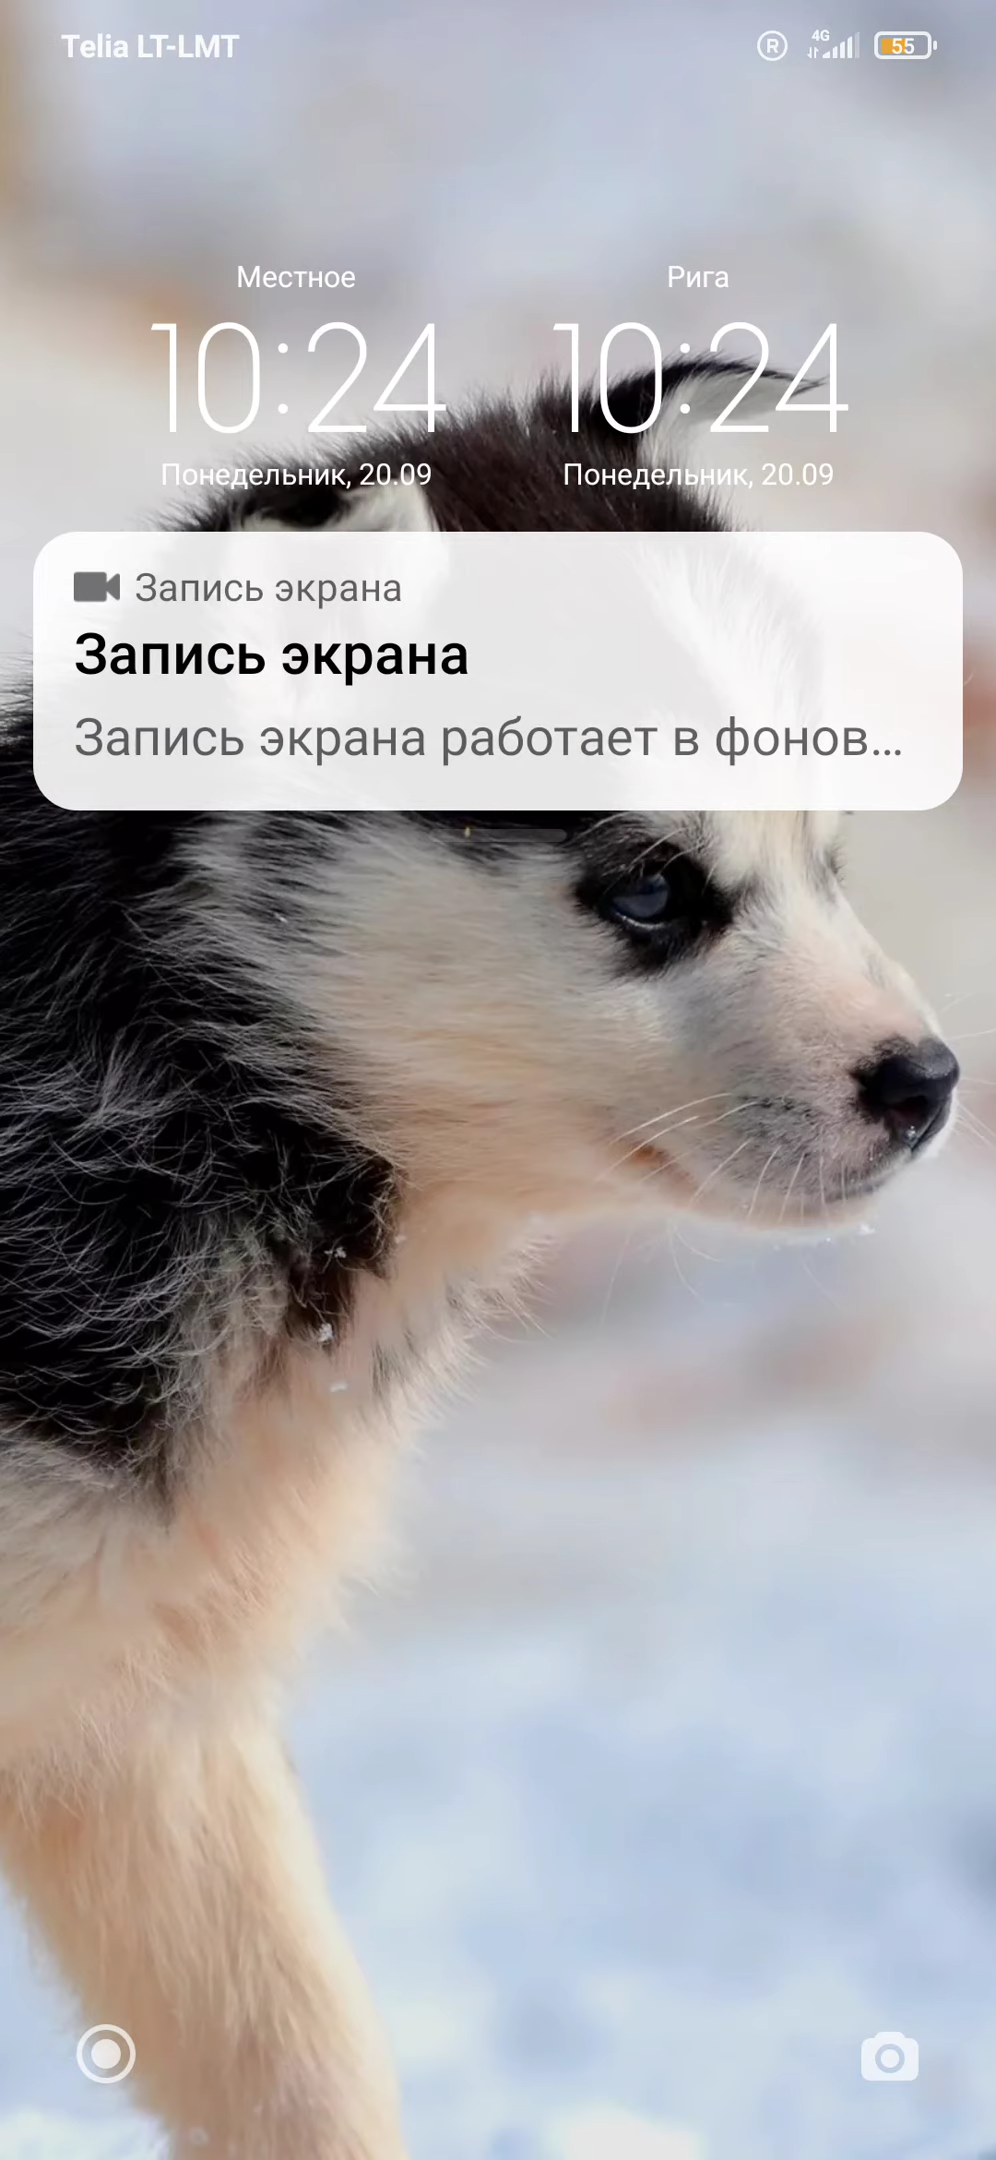 Telia LT-LMT
R
4G
55
Местное
Рига
10:24
10:24
Понедельник, 20.09
Понедельник, 20.09
Запись экрана
Запись экрана
Запись экрана работает в фонов...